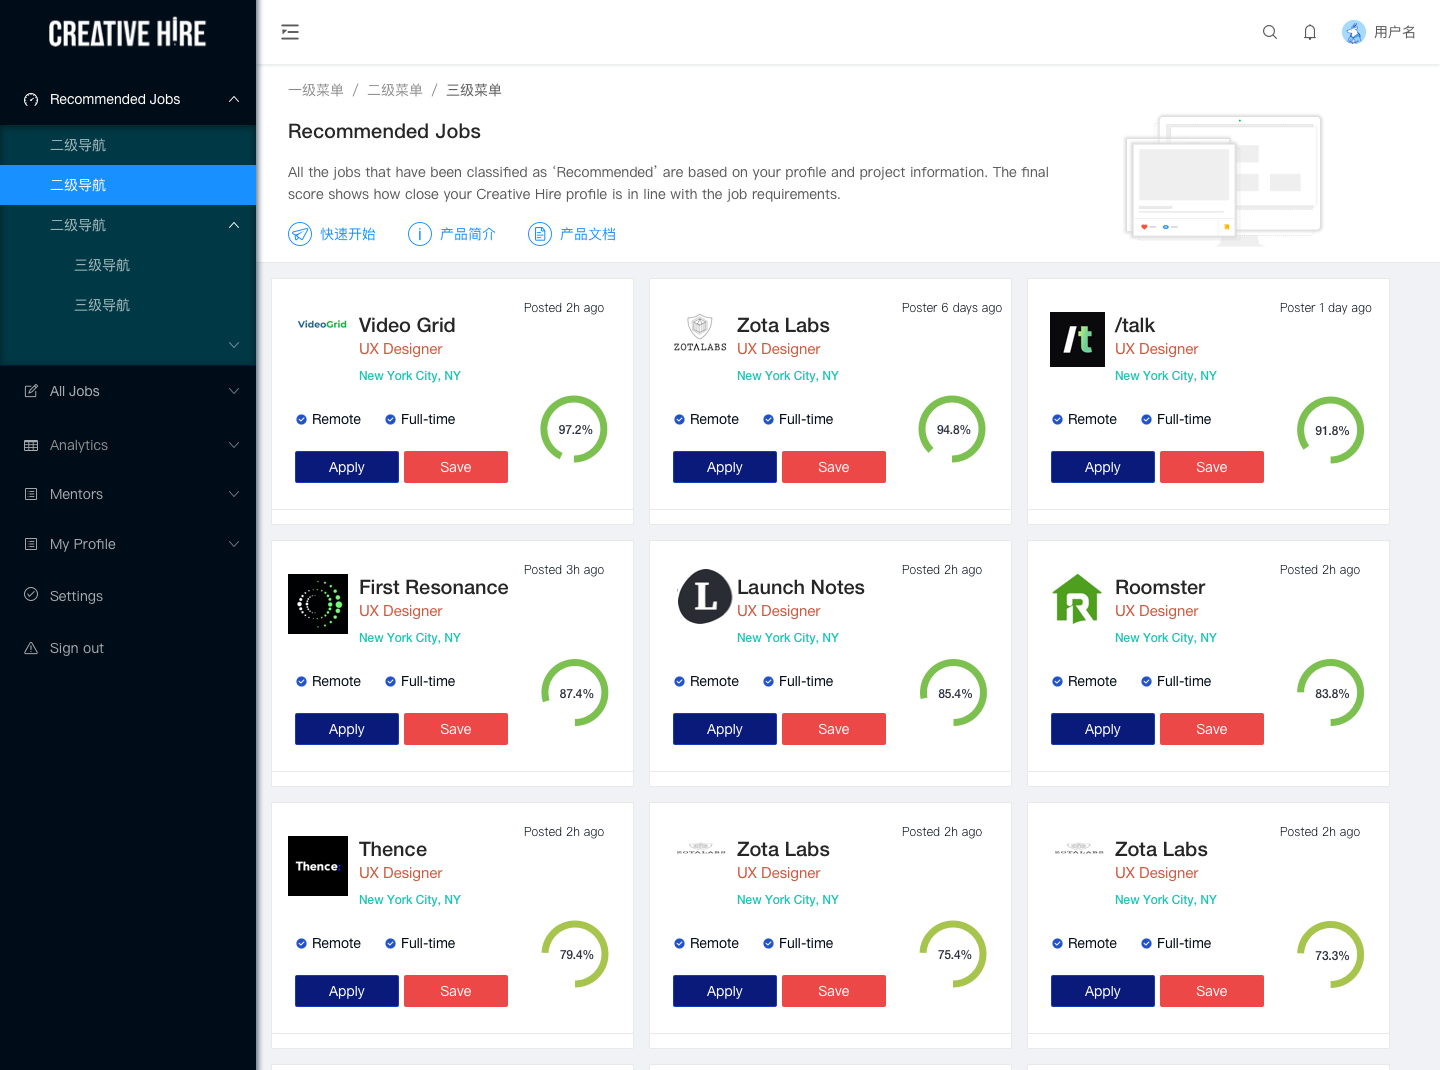 CREATIVE HIRE
用户名
Recommended Jobs
二级导航
二级导航
二级导航
三级导航
三级导航
All Jobs
Analytics
Mentors
My Profile
Settings
Sign out
一级菜单 / 二级菜单 / 三级菜单
Recommended Jobs
All the jobs that have been classified as ‘Recommended’ are based on your profile and project information. The final
score shows how close your Creative Hire profile is in line with the job requirements.
快速开始 产品简介 产品文档
Posted 2h ago
VideoGrid
Video Grid
UX Designer
New York City, NY
Remote Full-time
97.2%
Apply Save
Poster 6 days ago
ZOTALABS
Zota Labs
UX Designer
New York City, NY
Remote Full-time
94.8%
Apply Save
Poster 1 day ago
/t
/talk
UX Designer
New York City, NY
Remote Full-time
91.8%
Apply Save
Posted 3h ago
First Resonance
UX Designer
New York City, NY
Remote Full-time
87.4%
Apply Save
Posted 2h ago
L
Launch Notes
UX Designer
New York City, NY
Remote Full-time
85.4%
Apply Save
Posted 2h ago
R
Roomster
UX Designer
New York City, NY
Remote Full-time
83.8%
Apply Save
Posted 2h ago
Thence:
Thence
UX Designer
New York City, NY
Remote Full-time
79.4%
Apply Save
Posted 2h ago
ZOTALABS
Zota Labs
UX Designer
New York City, NY
Remote Full-time
75.4%
Apply Save
Posted 2h ago
ZOTALABS
Zota Labs
UX Designer
New York City, NY
Remote Full-time
73.3%
Apply Save